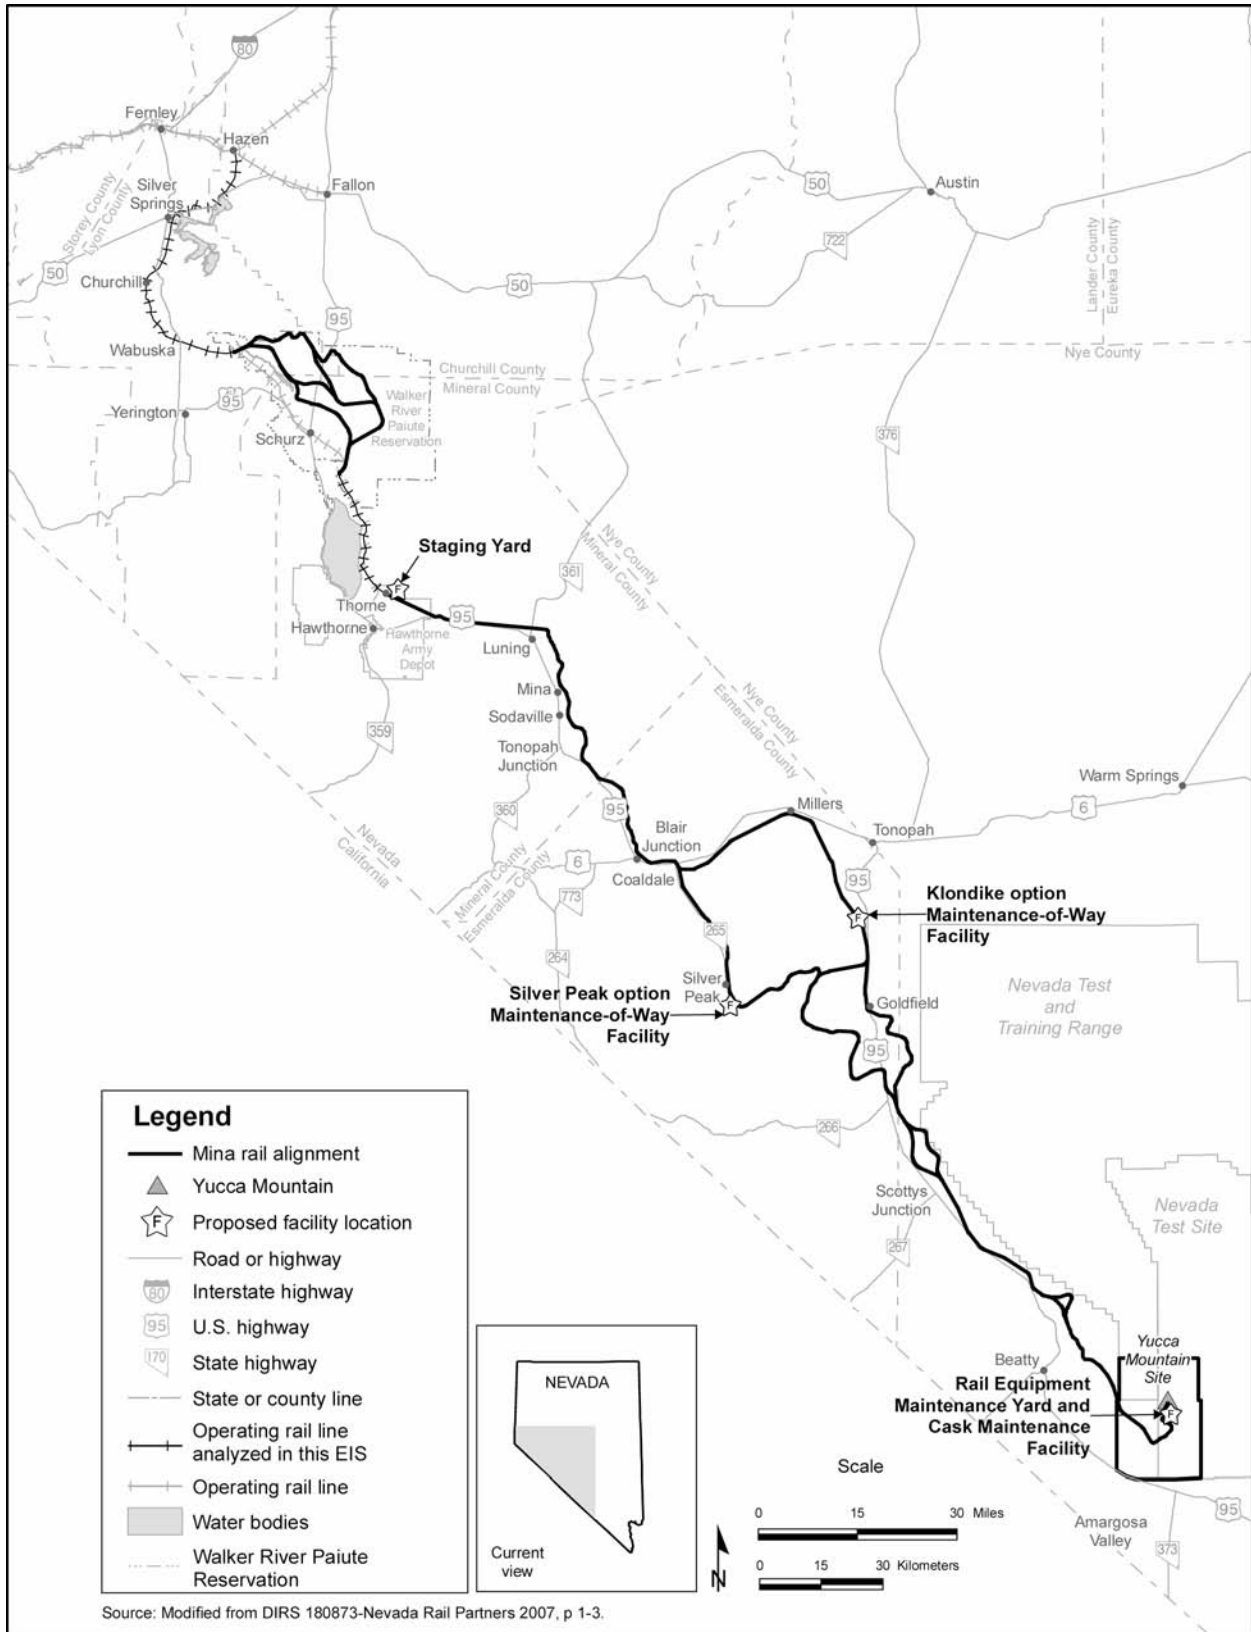 80
Fernley
Hazen
Silver
Springs
Fallon
50
Austin
Storey County
Lyon County
722
Lander County
Eureka County
50
Churchill
50
95
Wabuska
Nye County
Churchill County
Mineral County
Yerington
95
Walker
River
Paiute
Reservation
Schurz
376
Nye County
Mineral County
Staging Yard
361
F
Thorne
95
Hawthorne
Hawthorne
Army
Depot
Luning
Mina
Sodaville
Nye County
Esmeralda County
359
Tonopah
Junction
Warm Springs
360
95
Millers
6
Blair
Junction
Tonopah
Nevada
California
6
Coaldale
95
Mineral County
Esmeralda County
773
Klondike option
Maintenance-of-Way
Facility
F
265
264
Silver
Peak
Silver Peak option
Maintenance-of-Way
Facility
F
Goldfield
Nevada Test
and
Training Range
95
266
Scottys
Junction
Nevada
Test Site
267
Beatty
Yucca
Mountain
Site
Rail Equipment
Maintenance Yard and
Cask Maintenance
Facility
F
Amargosa
Valley
95
373
Legend
Mina rail alignment
Yucca Mountain
F Proposed facility location
Road or highway
80 Interstate highway
95 U.S. highway
170 State highway
State or county line
Operating rail line
analyzed in this EIS
Operating rail line
Water bodies
Walker River Paiute
Reservation
NEVADA
Current
view
Scale
0 15 30 Miles
0 15 30 Kilometers
N
Source: Modified from DIRS 180873-Nevada Rail Partners 2007, p 1-3.